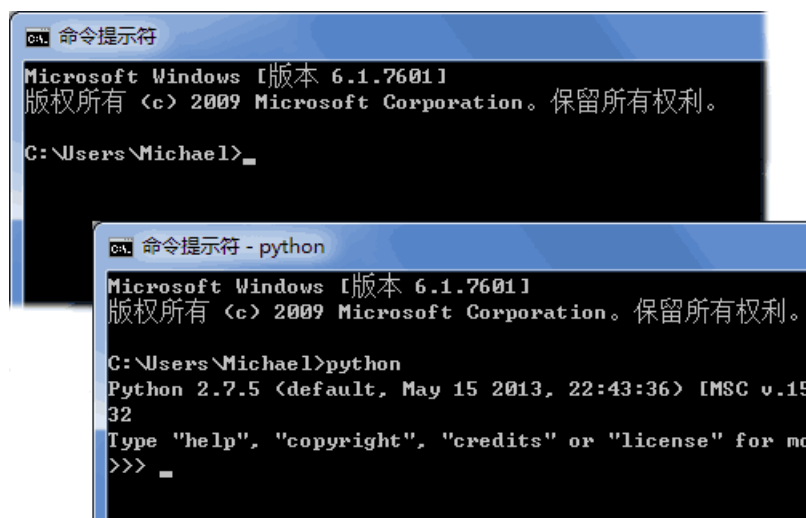 命令提示符
Microsoft Windows [版本 6.1.7601]
版权所有 (c) 2009 Microsoft Corporation。保留所有权利。
C:\Users\Michael>_
命令提示符 - python
Microsoft Windows [版本 6.1.7601]
版权所有 (c) 2009 Microsoft Corporation。保留所有权利。
C:\Users\Michael>python
Python 2.7.5 (default, May 15 2013, 22:43:36) [MSC v.15
32
Type "help", "copyright", "credits" or "license" for mo
>>> _